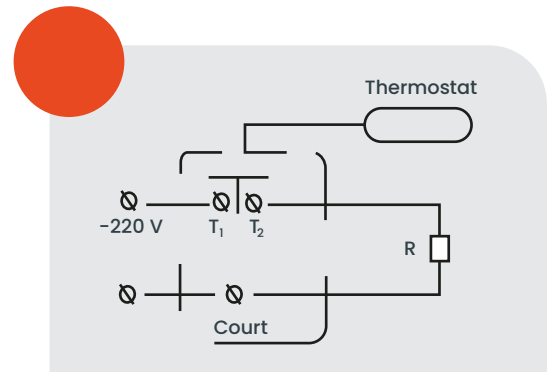 Thermostat
-220 V
T₁
T₂
R
Court